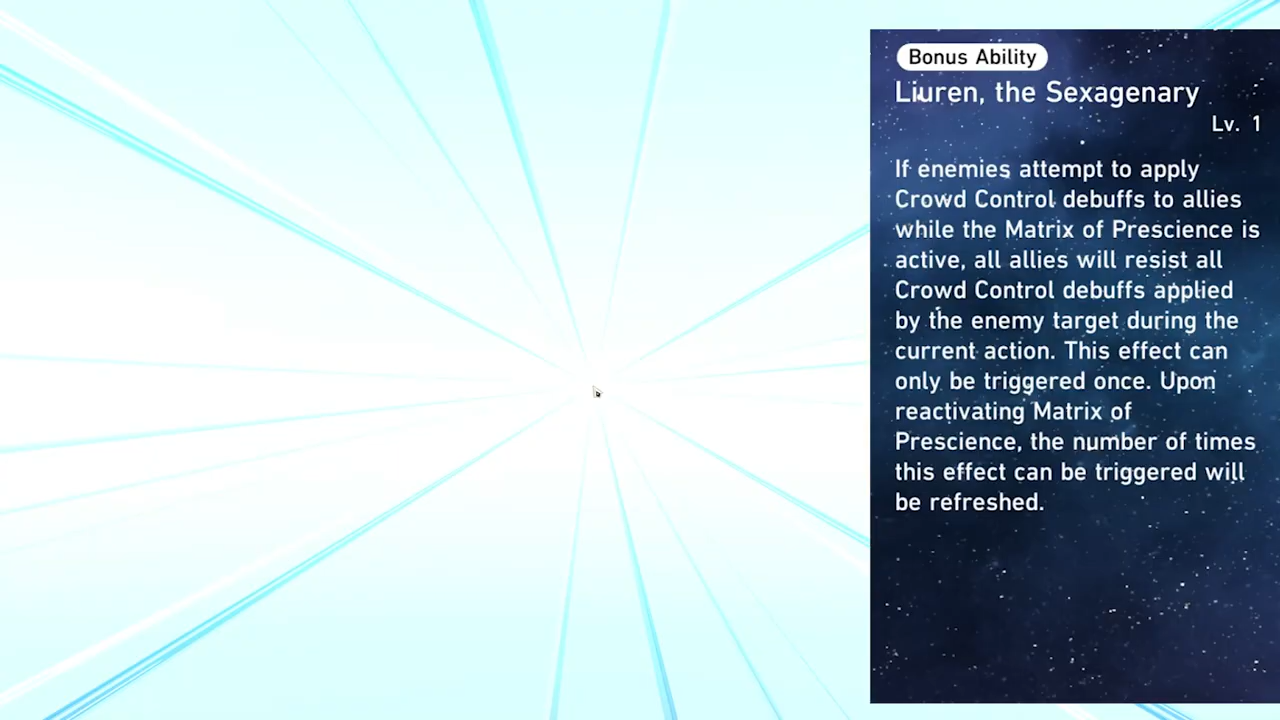 Bonus Ability
Liuren, the Sexagenary
Lv. 1
If enemies attempt to apply
Crowd Control debuffs to allies
while the Matrix of Prescience is
active, all allies will resist all
Crowd Control debuffs applied
by the enemy target during the
current action. This effect can
only be triggered once. Upon
reactivating Matrix of
Prescience, the number of times
this effect can be triggered will
be refreshed.